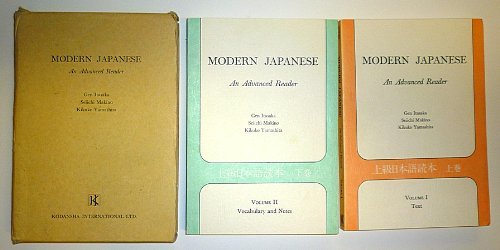 MODERN JAPANESE
An Advanced Reader
Gen Itasaka
Seiichi Makino
Kikuko Yamashita
KODANSHA INTERNATIONAL LTD.
MODERN JAPANESE
An Advanced Reader
Gen Itasaka
Seiichi Makino
Kikuko Yamashita
上級日本語読本 下巻
VOLUME II
Vocabulary and Notes
MODERN JAPANESE
An Advanced Reader
Gen Itasaka
Seiichi Makino
Kikuko Yamashita
上級日本語読本 上巻
VOLUME I
Text